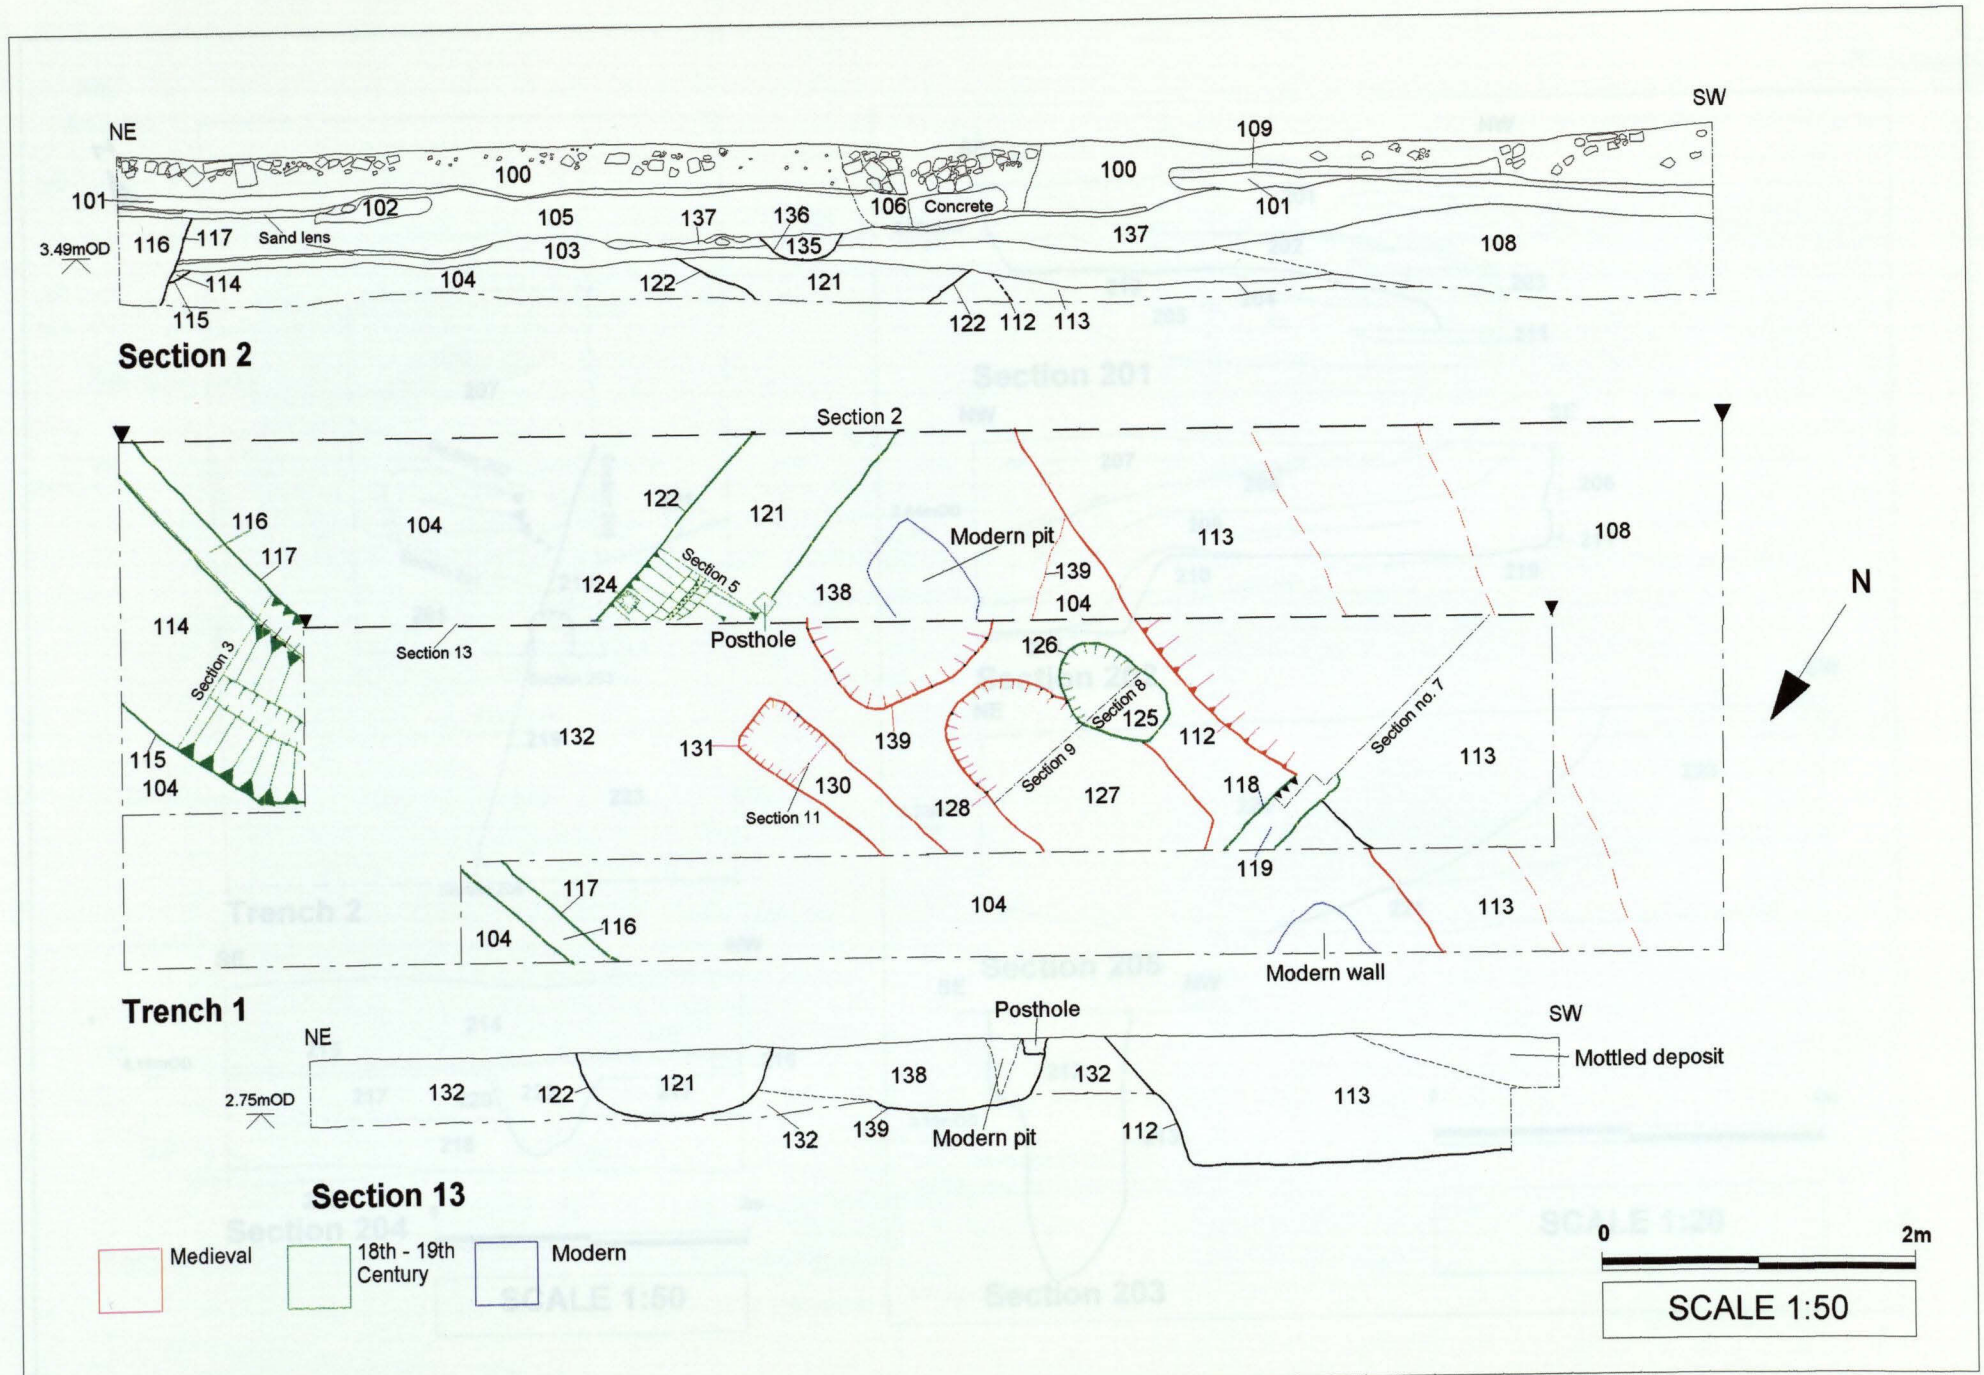 NE
SW
109
100
100
101
102
105
137
136
106
Concrete
101
116
117
Sand lens
103
135
137
108
3.49mOD
114
104
122
121
115
122
112
113
Section 2
Section 2
116
104
122
121
117
Modern pit
113
108
Section 5
124
138
139
104
N
114
Section 13
Posthole
126
Section 3
Section 8
125
Section no. 7
132
131
139
112
113
115
104
130
Section 9
127
118
Section 11
128
119
117
116
104
104
113
Modern wall
Trench 1
NE
Posthole
SW
132
122
121
138
132
113
Mottled deposit
2.75mOD
132
139
Modern pit
112
Section 13
Medieval
18th - 19th
Century
Modern
0 2m
SCALE 1:50